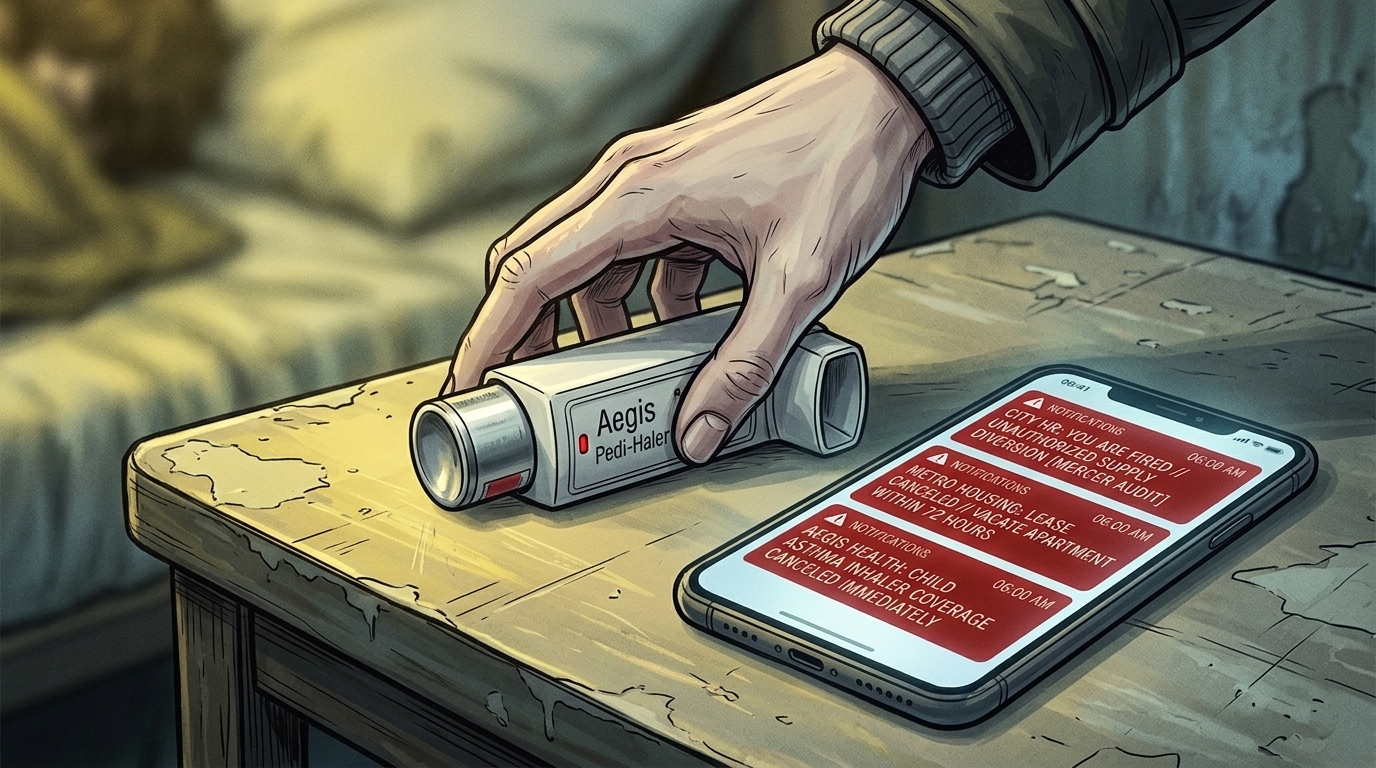 Aegis
Pedi-Haler
NOTIFICATIONS
06:00 AM
CITY HR: YOU ARE FIRED //
UNAUTHORIZED SUPPLY
DIVERSION [MERCER AUDIT]
NOTIFICATIONS
06:00 AM
METRO HOUSING: LEASE
CANCELED // VACATE APARTMENT
WITHIN 72 HOURS
NOTIFICATIONS
06:00 AM
AEGIS HEALTH: CHILD
ASTHMA INHALER COVERAGE
CANCELED IMMEDIATELY